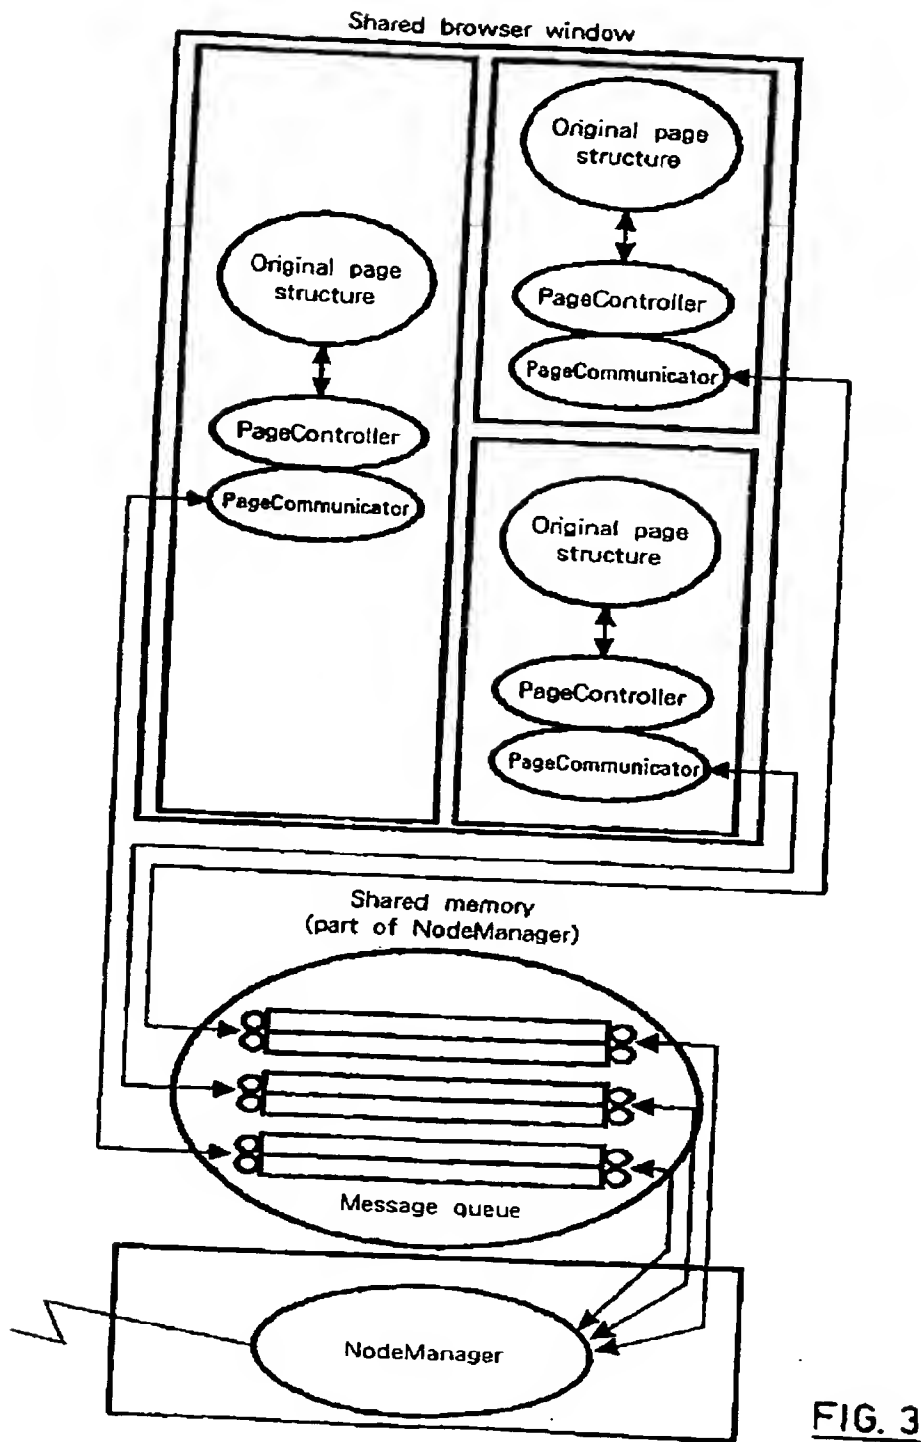 Shared browser window
Original page
structure
PageController
PageCommunicator
Original page
structure
PageController
PageCommunicator
Original page
structure
PageController
PageCommunicator
Shared memory
(part of NodeManager)
Message queue
NodeManager
FIG. 3